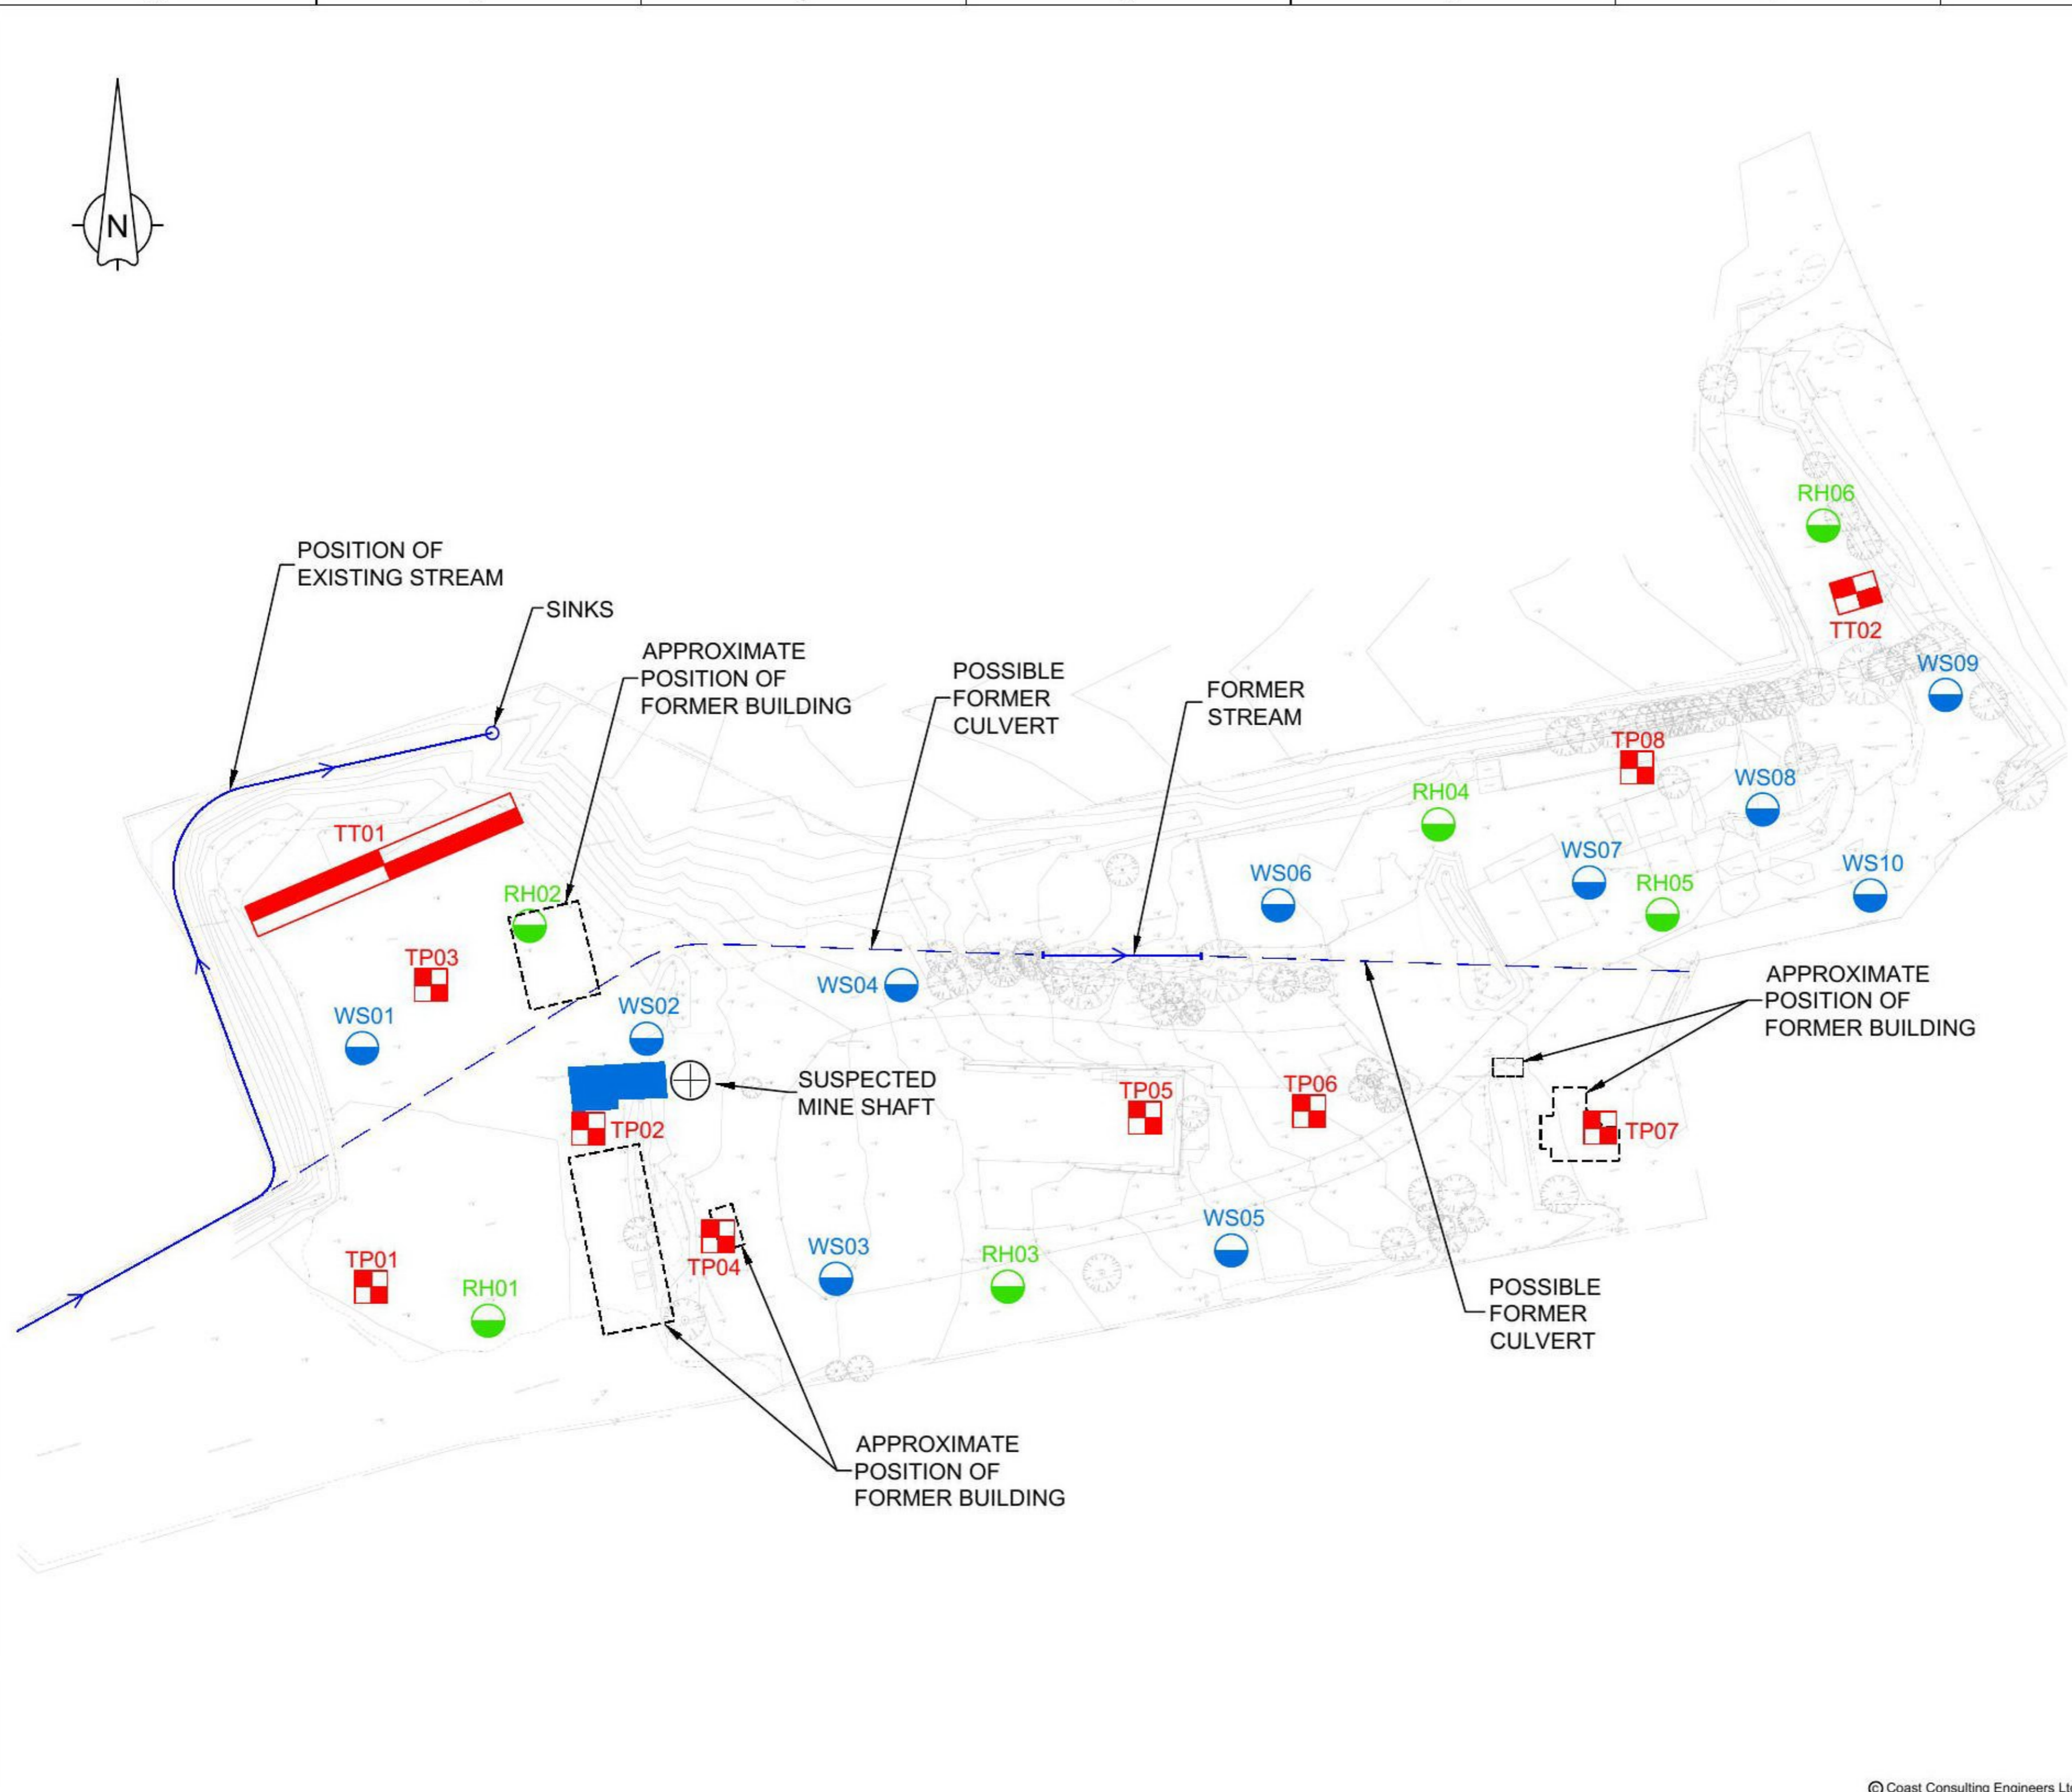 N
POSITION OF
EXISTING STREAM
SINKS
APPROXIMATE
POSITION OF
FORMER BUILDING
POSSIBLE
FORMER
CULVERT
FORMER
STREAM
RH06
TT02
WS09
TP08
WS08
RH04
TT01
WS07
WS06
RH05
WS10
RH02
TP03
WS04
WS01
WS02
APPROXIMATE
POSITION OF
FORMER BUILDING
SUSPECTED
MINE SHAFT
TP05
TP06
TP02
TP07
WS05
WS03
RH03
TP04
TP01
RH01
POSSIBLE
FORMER
CULVERT
APPROXIMATE
POSITION OF
FORMER BUILDING
© Coast Consulting Engineers